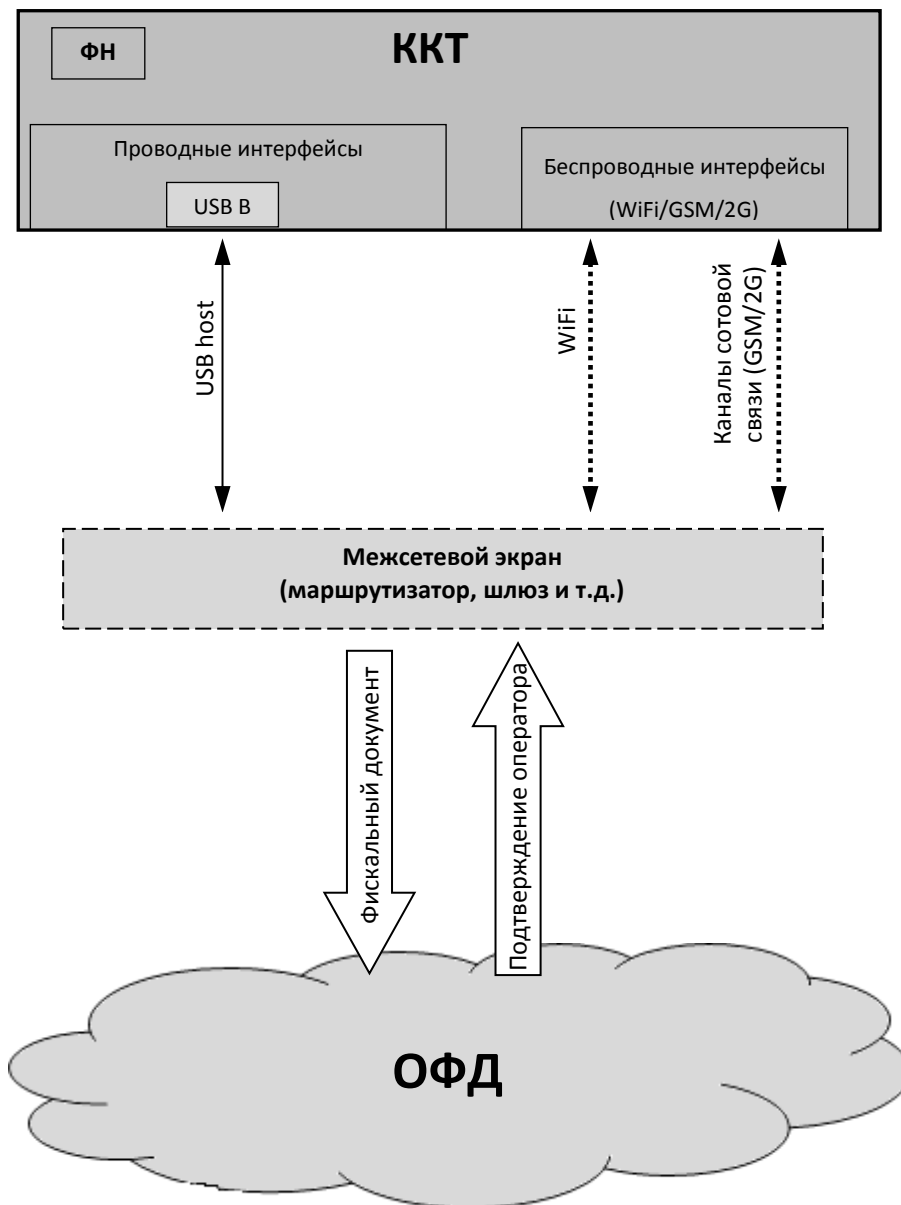 ФН
ККТ
Проводные интерфейсы
USB B
Беспроводные интерфейсы
(WiFi/GSM/2G)
USB host
WiFi
Каналы сотовой
связи (GSM/2G)
Межсетевой экран
(маршрутизатор, шлюз и т.д.)
Фискальный документ
Подтверждение оператора
ОФД